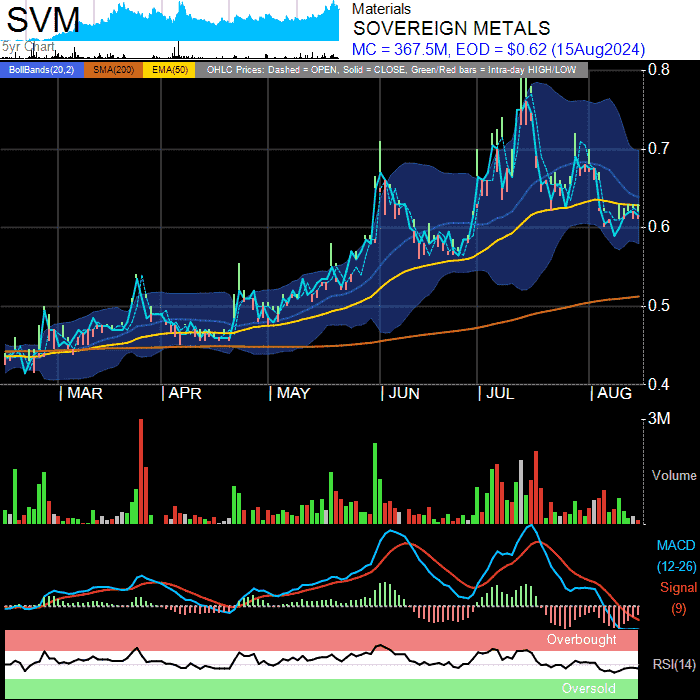 SVM
5yr Chart
Materials
SOVEREIGN METALS
MC = 367.5M, EOD = $0.62 (15Aug2024)
BollBands(20,2) SMA(200) EMA(50) OHLC Prices: Dashed = OPEN, Solid = CLOSE, Green/Red bars = Intra-day HIGH/LOW
0.8
0.7
0.6
0.5
0.4
MAR APR MAY JUN JUL AUG
3M
Volume
MACD
(12-26)
Signal
(9)
Overbought
RSI(14)
Oversold